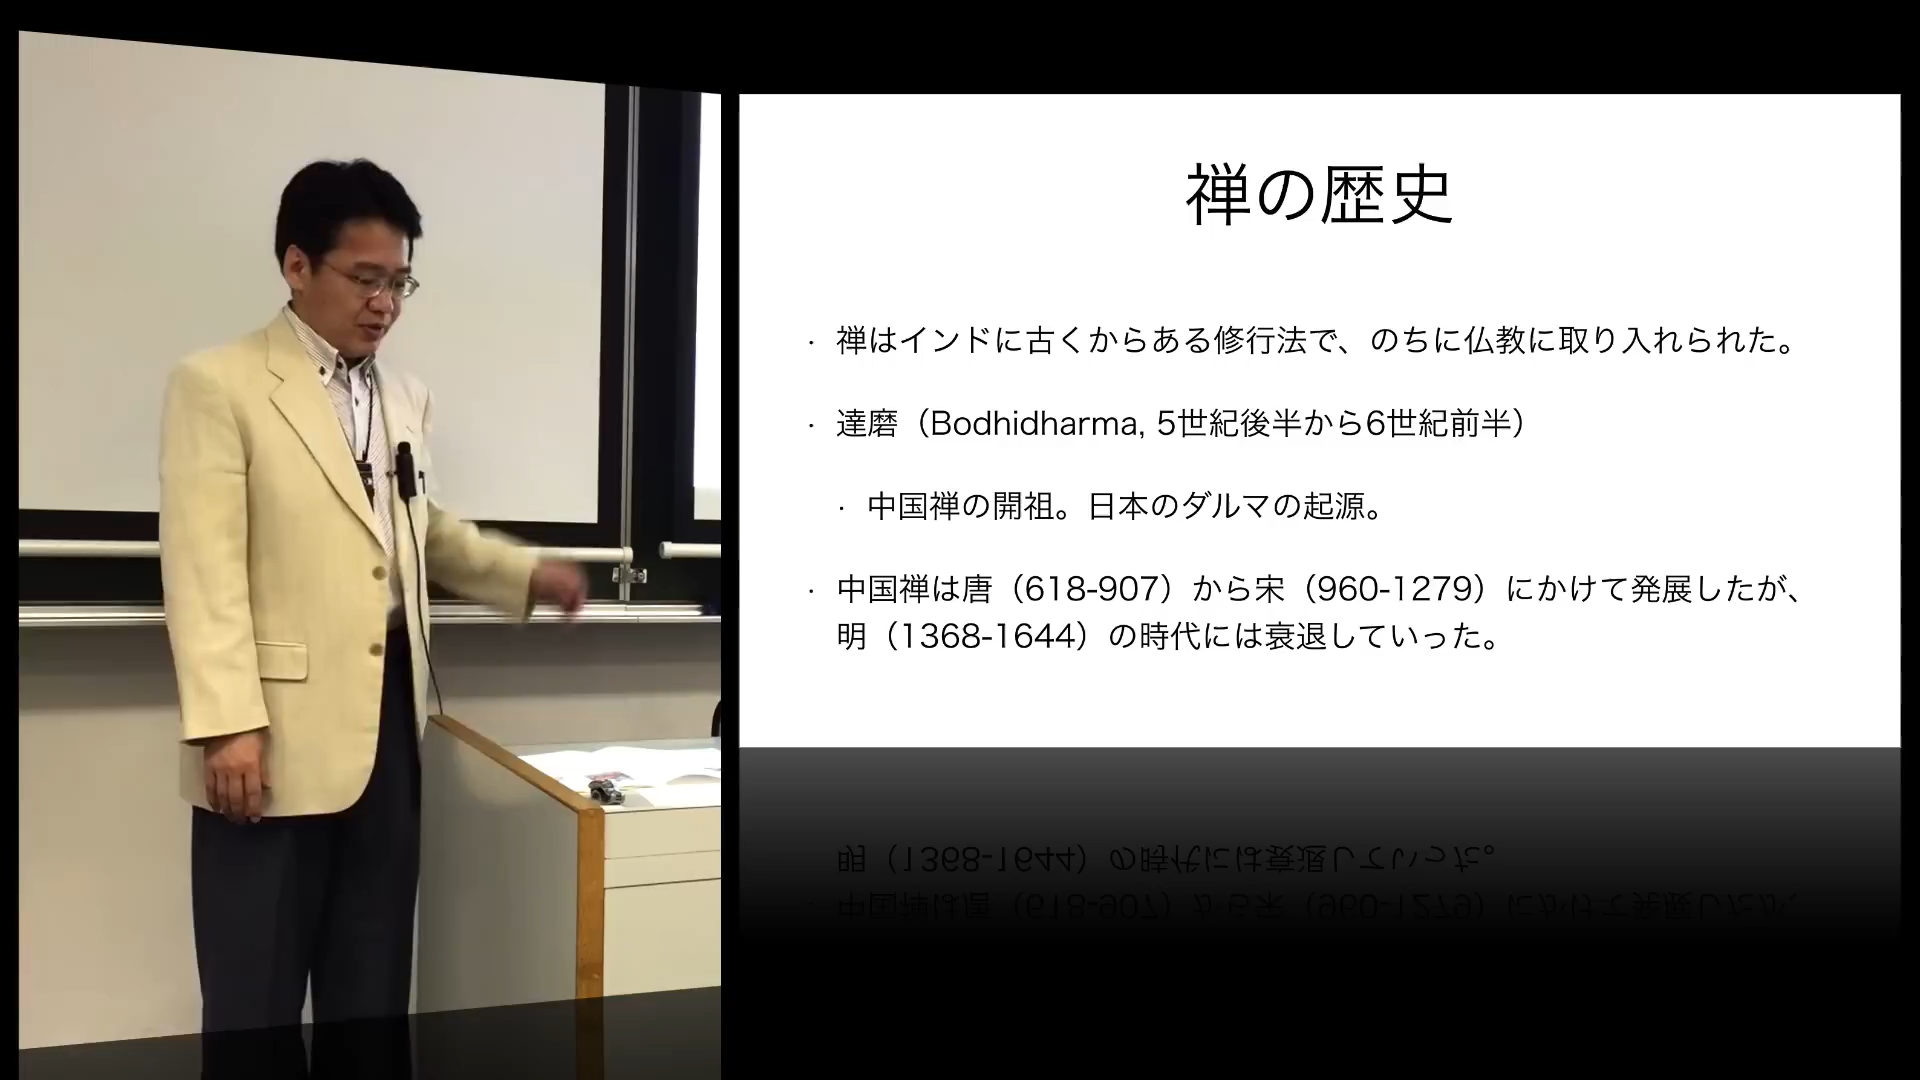 禅の歴史
・ 禅はインドに古くからある修行法で、のちに仏教に取り入れられた。
・ 達磨（Bodhidharma, 5世紀後半から6世紀前半）
・ 中国禅の開祖。日本のダルマの起源。
・ 中国禅は唐（618-907）から宋（960-1279）にかけて発展したが、
明（1368-1644）の時代には衰退していった。